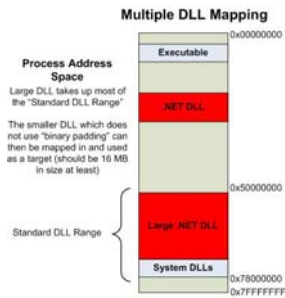 Multiple DLL Mapping
0x00000000
Executable
Process Address
Space
Large DLL takes up most of
the "Standard DLL Range"
.NET DLL
The smaller DLL which does
not use "binary padding" can
then be mapped in and used
as a target (should be 16 MB
in size at least)
0x50000000
Standard DLL Range
Large .NET DLL
System DLLs
0x78000000
0x7FFFFFFF